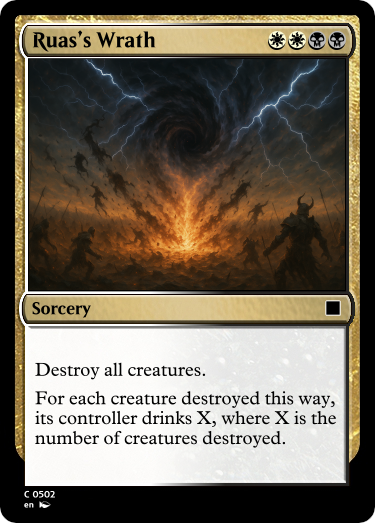 Ruas's Wrath
Sorcery
Destroy all creatures.
For each creature destroyed this way,
its controller drinks X, where X is the
number of creatures destroyed.
C 0502
en